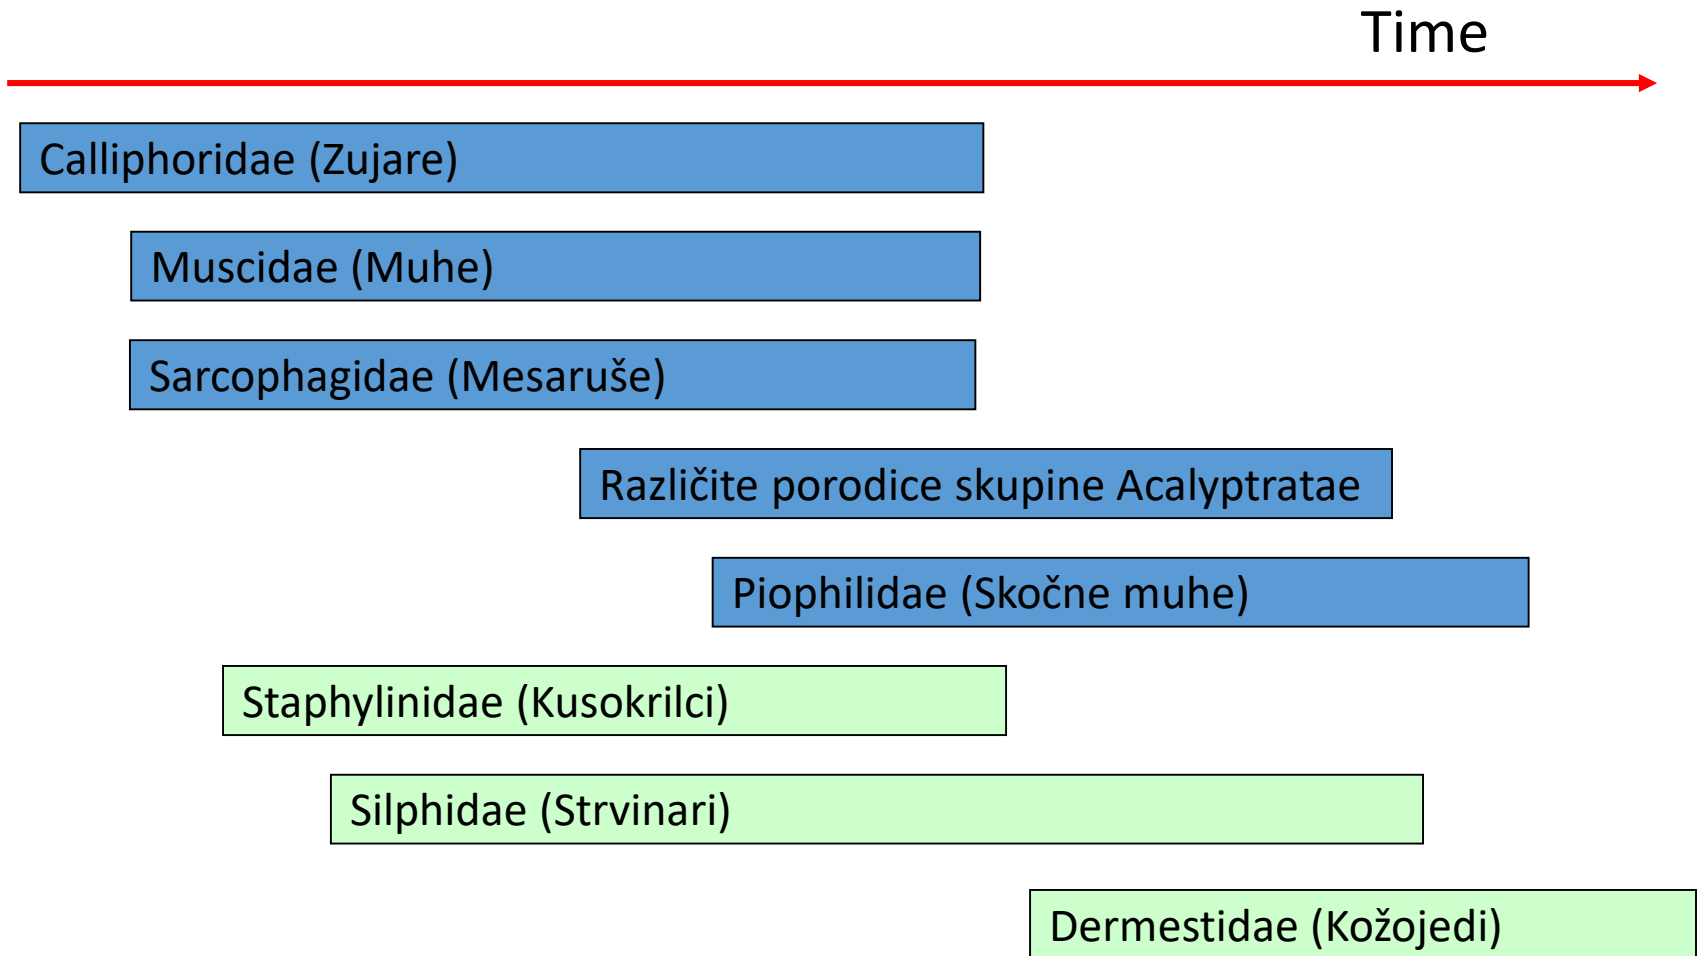 Time
Calliphoridae (Zujare)
Muscidae (Muhe)
Sarcophagidae (Mesaruše)
Različite porodice skupine Acalyptratae
Piophilidae (Skočne muhe)
Staphylinidae (Kusokrilci)
Silphidae (Strvinari)
Dermestidae (Kožojedi)